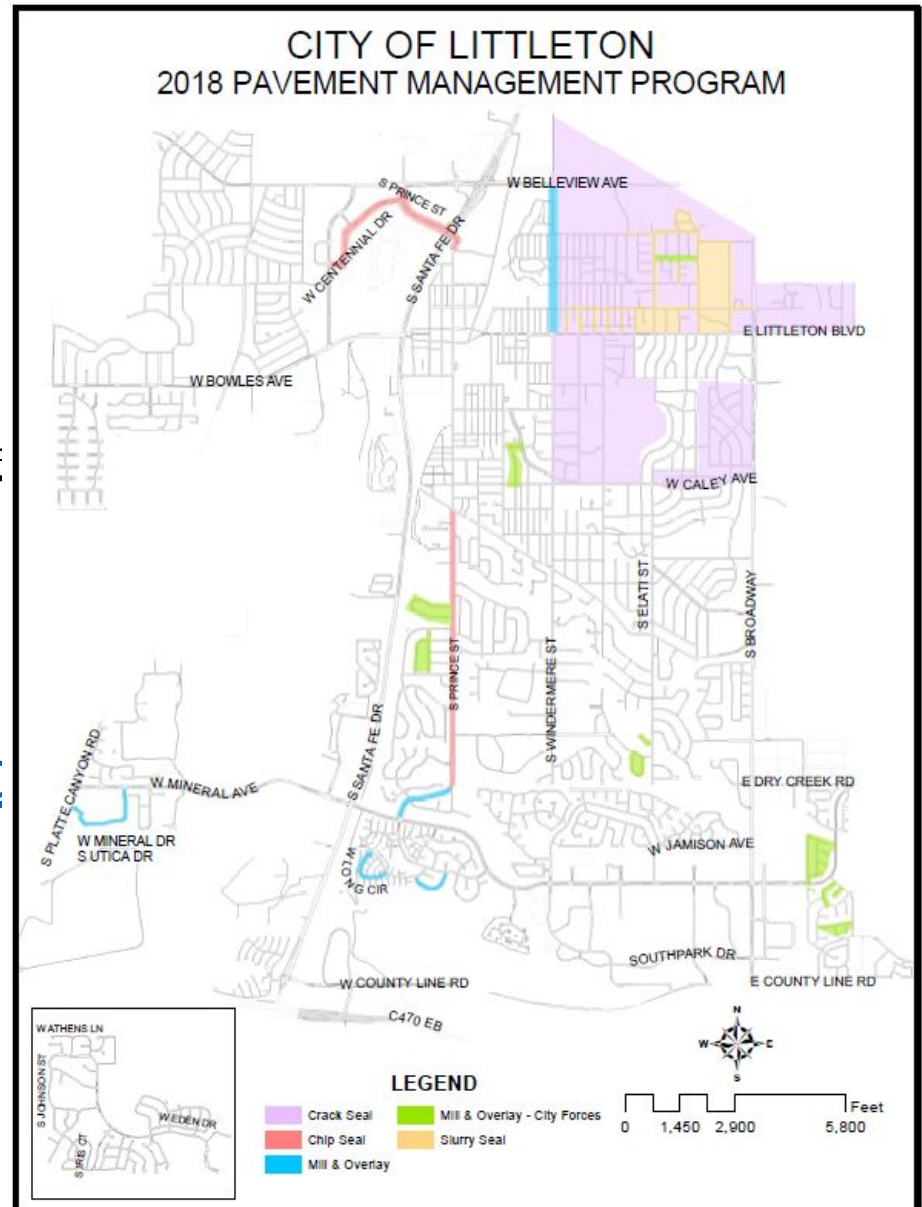 CITY OF LITTLETON
2018 PAVEMENT MANAGEMENT PROGRAM
S PRINCE ST
W BELLEVIEW AVE
W CENTENNIAL DR
S SANTA FE DR
E LITTLETON BLVD
W BOWLES AVE
W CALEY AVE
S ELATI ST
S BROADWAY
S PRINCE ST
S WINDERMERE ST
S SANTA FE DR
S PLATTE CANYON RD
W MINERAL AVE
E DRY CREEK RD
W MINERAL DR
S UTICA DR
W JAMISON AVE
W LONG CIR
SOUTHPARK DR
W COUNTY LINE RD
E COUNTY LINE RD
C470 EB
W ATHENS LN
S JOHNSON ST
W EDEN DR
S IRIS CT
N
W
E
S
LEGEND
Crack Seal
Mill & Overlay - City Forces
Chip Seal
Slurry Seal
Mill & Overlay
Feet
0 1,450 2,900 5,800